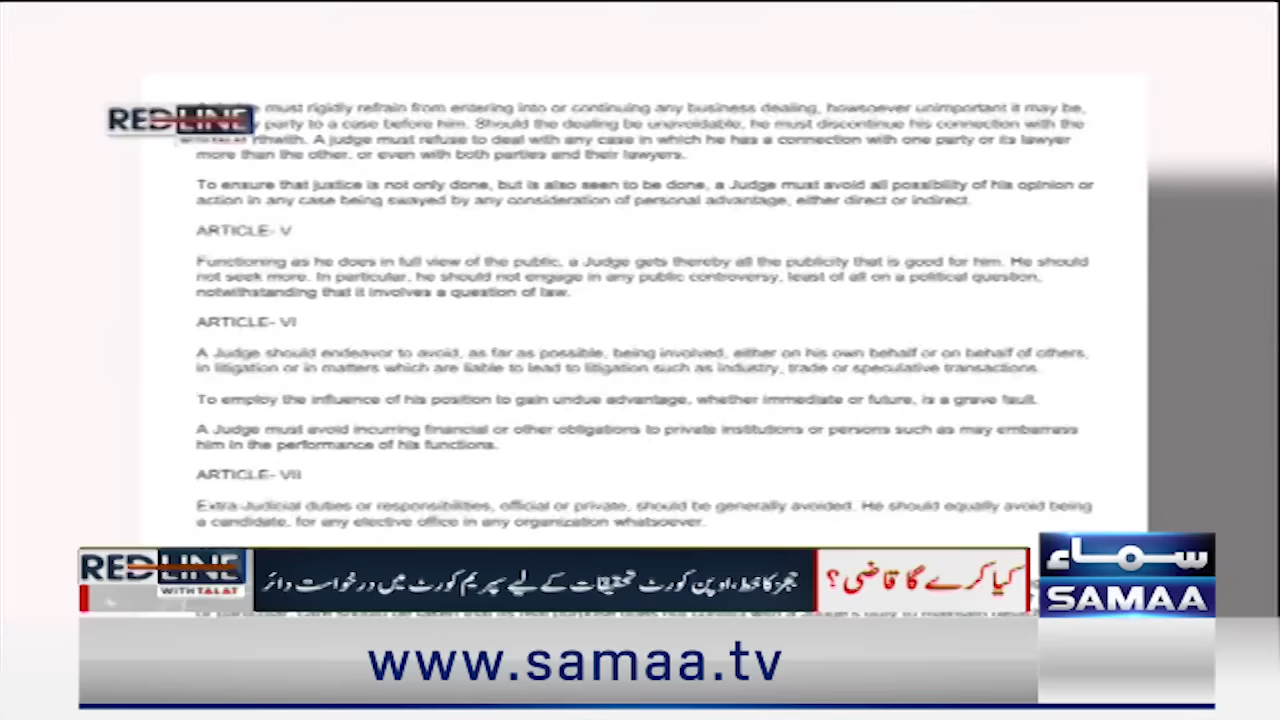 must rigidly refrain from entering into or continuing any business dealing, howsoever unimportant it may be,
RED LINE
party to a case before him. Should the dealing be unavoidable, he must discontinue his connection with the
A judge must refuse to deal with any case in which he has a connection with one party or its lawyer
more than the other, or even with both parties and their lawyers.
To ensure that justice is not only done, but is also seen to be done, a Judge must avoid all possibility of his opinion or
action in any case being swayed by any consideration of personal advantage, either direct or indirect.
ARTICLE- V
Functioning as he does in full view of the public, a Judge gets thereby all the publicity that is good for him. He should
not seek more. In particular, he should not engage in any public controversy, least of all on a political question,
notwithstanding that it involves a question of law.
ARTICLE- VI
A Judge should endeavor to avoid, as far as possible, being involved, either on his own behalf or on behalf of others,
in litigation or in matters which are liable to lead to litigation such as industry, trade or speculative transactions.
To employ the influence of his position to gain undue advantage, whether immediate or future, is a grave fault.
A Judge must avoid incurring financial or other obligations to private institutions or persons such as may embarrass
him in the performance of his functions.
ARTICLE- VII
Extra-Judicial duties or responsibilities, official or private, should be generally avoided. He should equally avoid being
a candidate, for any elective office in any organization whatsoever.
RED LINE
WITH TALAT
کیا کرے گا قاضی؟
ججز کا خط، اوپن کورٹ تحقیقات کے لیے سپریم کورٹ میں درخواست دائر
سماء
SAMAA
www.samaa.tv